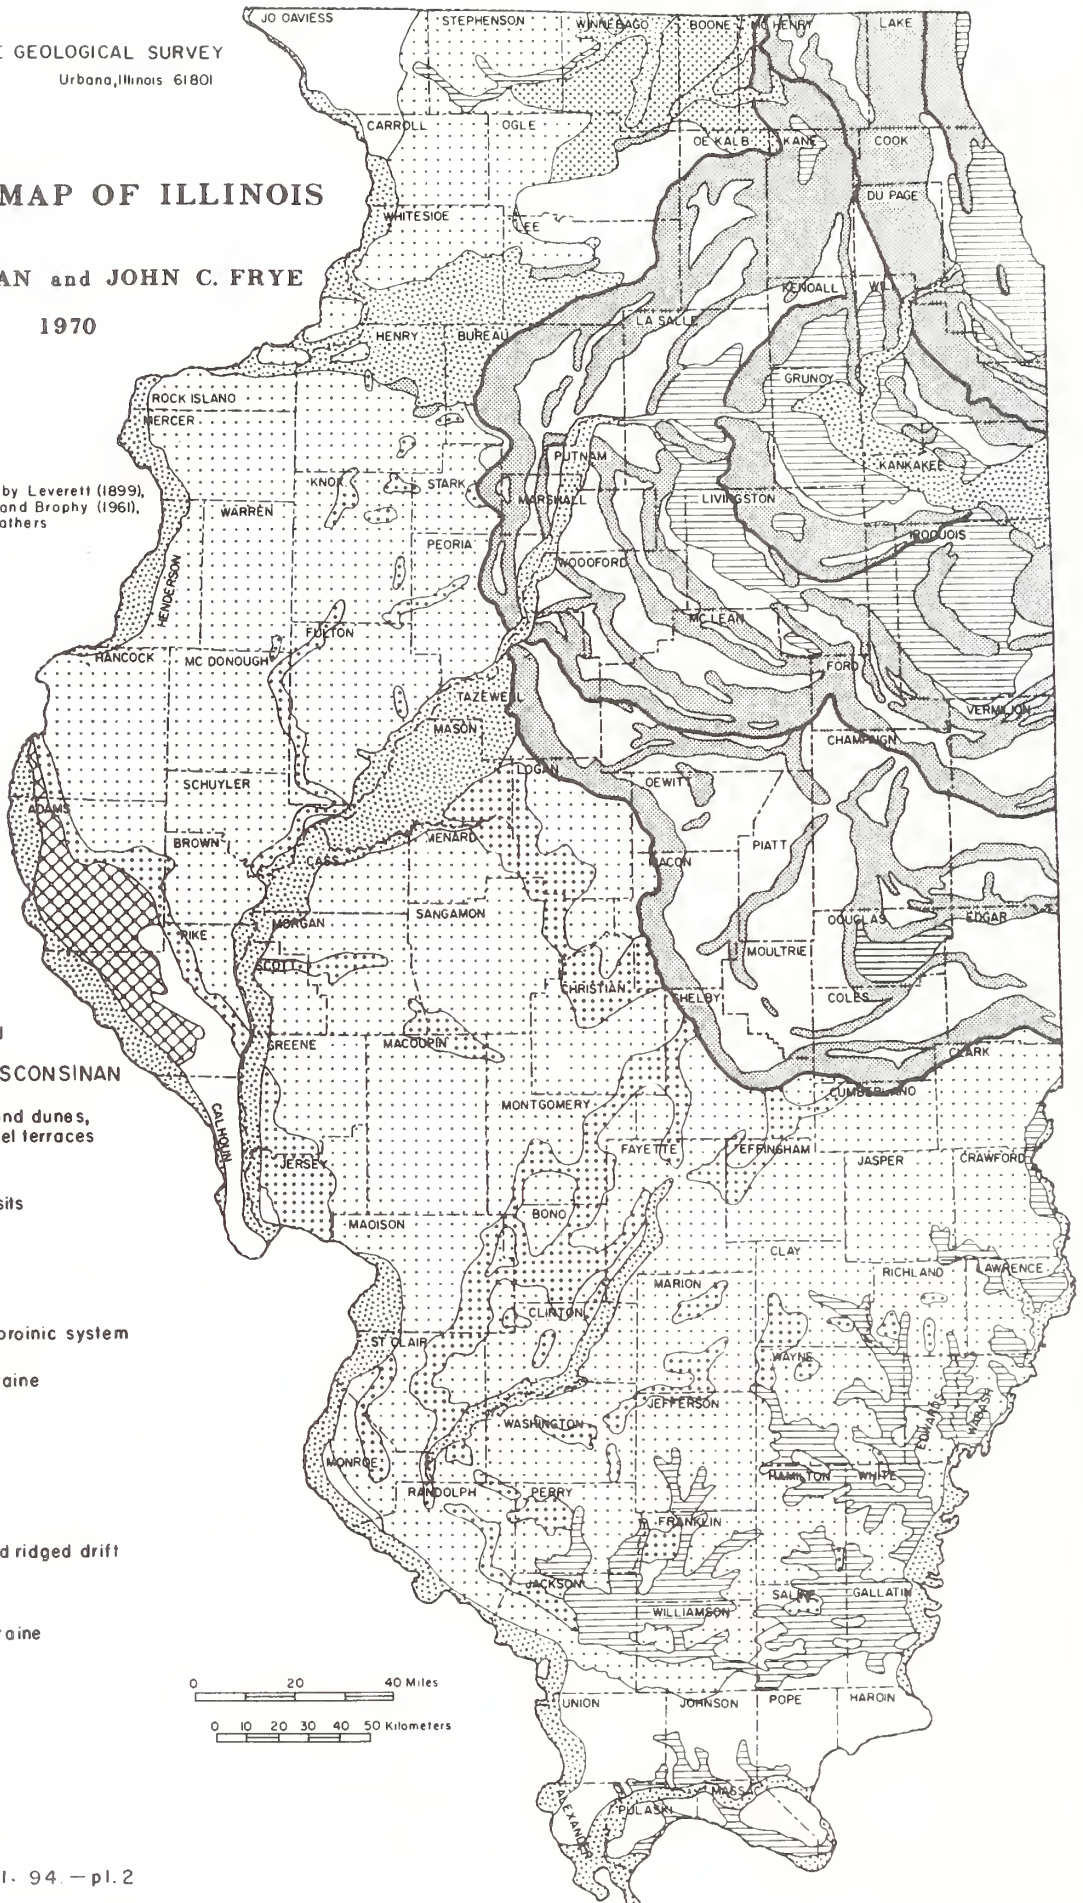 JO DAVIESS STEPHENSON WINNEBAGO BOONE MC HENRY LAKE
E GEOLOGICAL SURVEY
Urbana, Illinois 61801
CARROLL OGLE
DE KALB KANE COOK
MAP OF ILLINOIS
DU PAGE
WHITESIDE LEE
AN and JOHN C. FRYE
KENDALL WILL
1970
LA SALLE
HENRY BUREAU
GRUNDY
ROCK ISLAND
MERCER
PUTNAM
KANKAKEE
by Leverett (1899),
KNOX STARK
and Brophy (1961),
MARSHALL LIVINGSTON
WARREN
athers
IROQUOIS
PEORIA
WOODFORD
HENDERSON
MC LEAN
FULTON
HANCOCK MC DONOUGH
FORD
TAZEWELL
VERMILION
MASON
CHAMPAIGN
LOGAN
SCHUYLER DEWITT
ADAMS
MENARD
BROWN PIATT
CASS MACON
SANGAMON
DOUGLAS EDGAR
MORGAN
PIKE
MOULTRIE
SCOTT
CHRISTIAN
SHELBY COLES
GREENE MACOUPIN
CLARK
SCONSINAN
CUMBERLAND
MONTGOMERY
nd dunes,
CALHOUN
el terraces
FAYETTE EFFINGHAM
JERSEY JASPER CRAWFORD
sits
BOND
MADISON
CLAY
RICHLAND LAWRENCE
MARION
CLINTON
orainic system
ST CLAIR
WAYNE
aine
JEFFERSON
EDWARDS WABASH
WASHINGTON
MONROE
HAMILTON WHITE
RANDOLPH PERRY
FRANKLIN
d ridged drift
JACKSON
SALINE GALLATIN
WILLIAMSON
raine
0 20 40 Miles
UNION JOHNSON POPE HARDIN
0 10 20 30 40 50 Kilometers
MASSAC
ALEXANDER
PULASKI
l. 94.—pl. 2